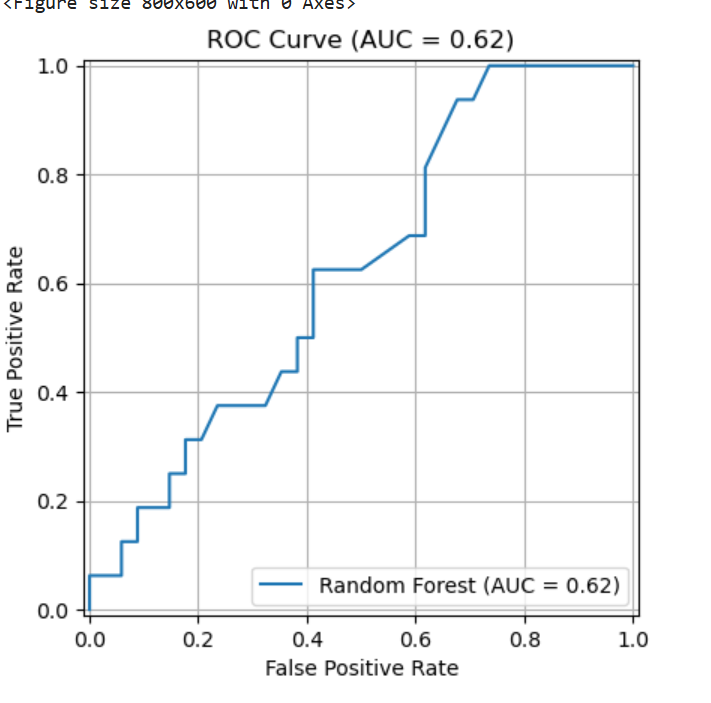 <Figure size 800x600 with 0 Axes>
ROC Curve (AUC = 0.62)
1.0
0.8
0.6
0.4
0.2
0.0
True Positive Rate
Random Forest (AUC = 0.62)
0.0 0.2 0.4 0.6 0.8 1.0
False Positive Rate